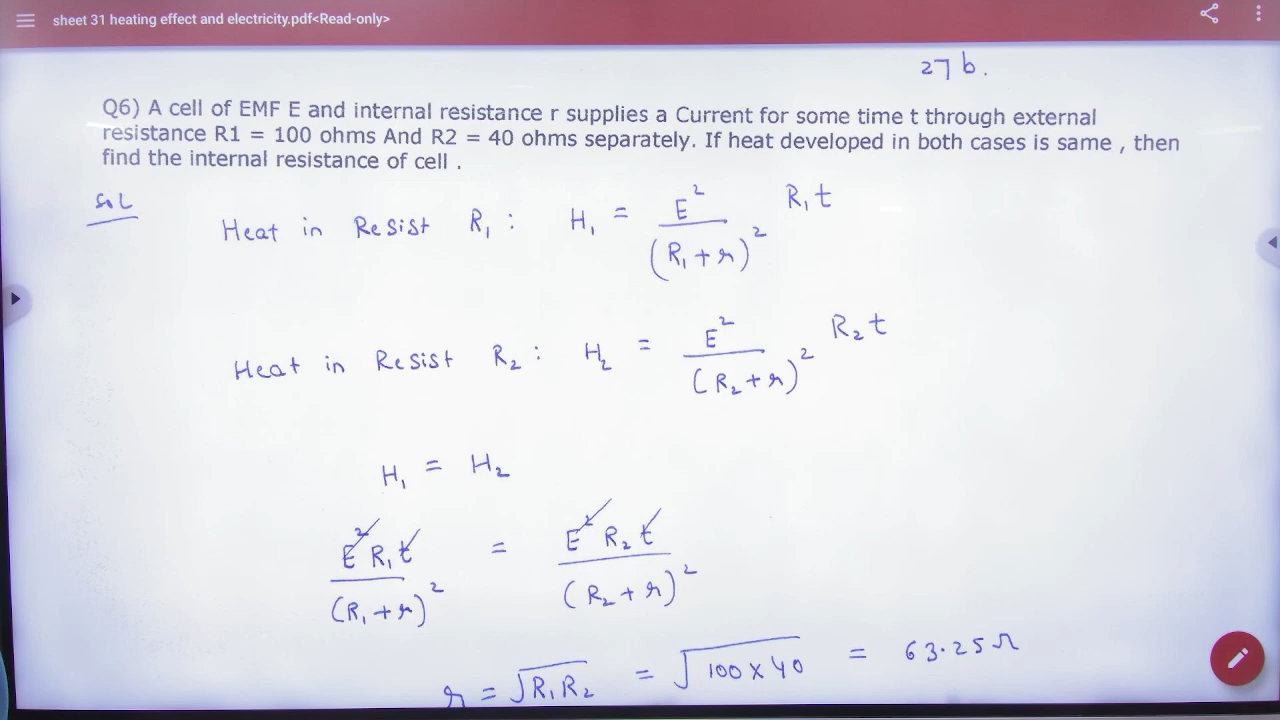 sheet 31 heating effect and electricity.pdf<Read-only>
27 b.
Q6) A cell of EMF E and internal resistance r supplies a Current for some time t through external
resistance R1 = 100 ohms And R2 = 40 ohms separately. If heat developed in both cases is same , then
find the internal resistance of cell .
Sol
Heat in Resist R₁ : H₁ = E² / (R₁ + r)² R₁t
Heat in Resist R₂ : H₂ = E² / (R₂ + r)² R₂t
H₁ = H₂
E² R₁ t / (R₁ + r)² = E² R₂ t / (R₂ + r)²
r = √R₁R₂ = √100 x 40 = 63.25 Ω